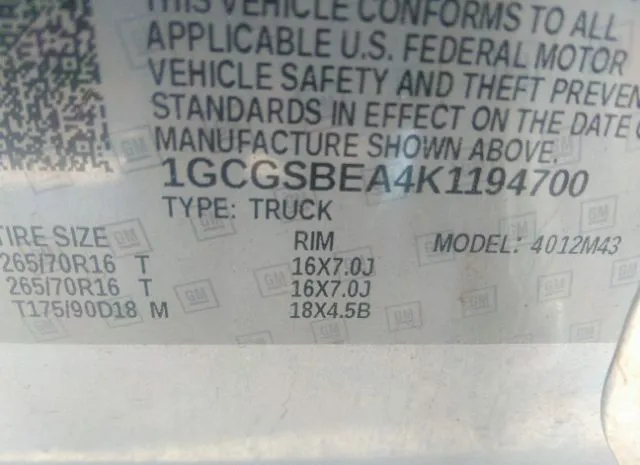 THIS VEHICLE CONFORMS TO ALL
APPLICABLE U.S. FEDERAL MOTOR
VEHICLE SAFETY AND THEFT PREVEN
STANDARDS IN EFFECT ON THE DATE O
MANUFACTURE SHOWN ABOVE.
1GCGSBEA4K1194700
TYPE: TRUCK
TIRE SIZE RIM MODEL: 4012M43
265/70R16 T 16X7.0J
265/70R16 T 16X7.0J
T175/90D18 M 18X4.5B